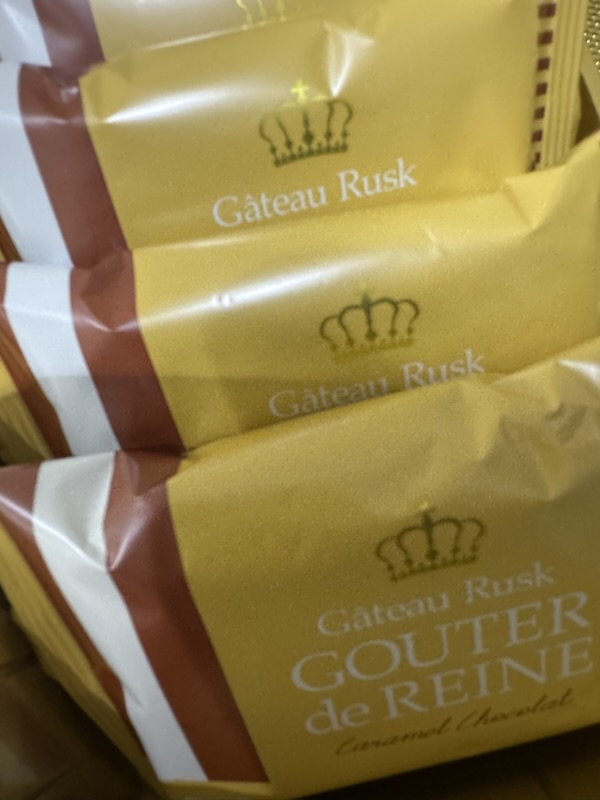 Gâteau Rusk
Gâteau Rusk
Gâteau Rusk
GOUTER
de REINE
Caramel Chocolat